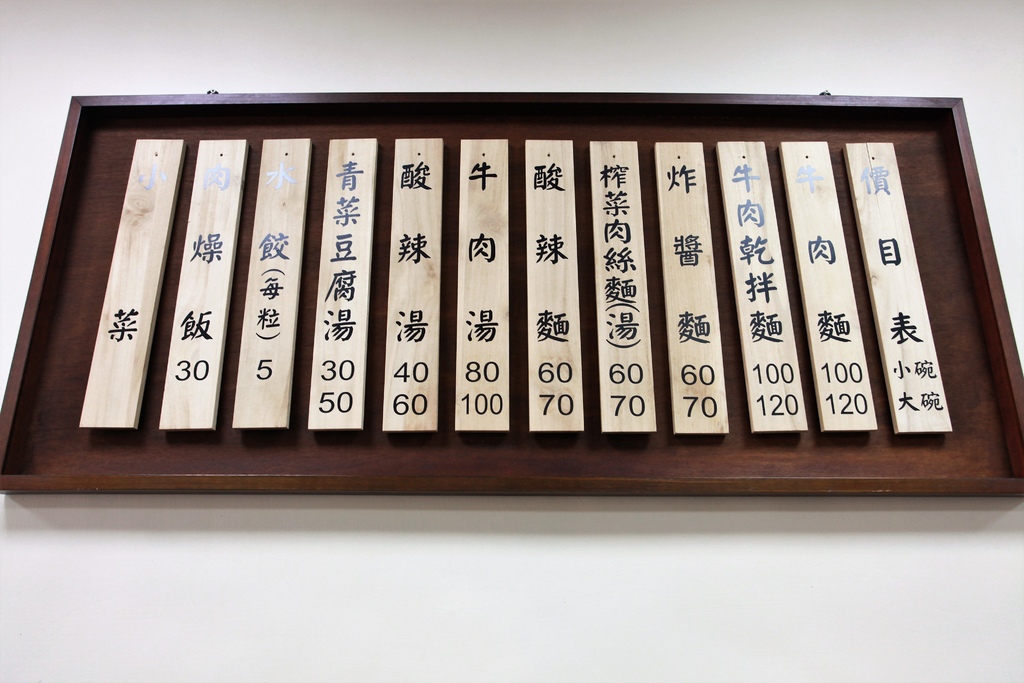 價目表 小碗 大碗
牛肉麵 100 120
牛肉乾拌麵 100 120
炸醬麵 60 70
榨菜肉絲麵(湯) 60 70
酸辣麵 60 70
牛肉湯 80 100
酸辣湯 40 60
青菜豆腐湯 30 50
水餃(每粒) 5
肉燥飯 30
小菜